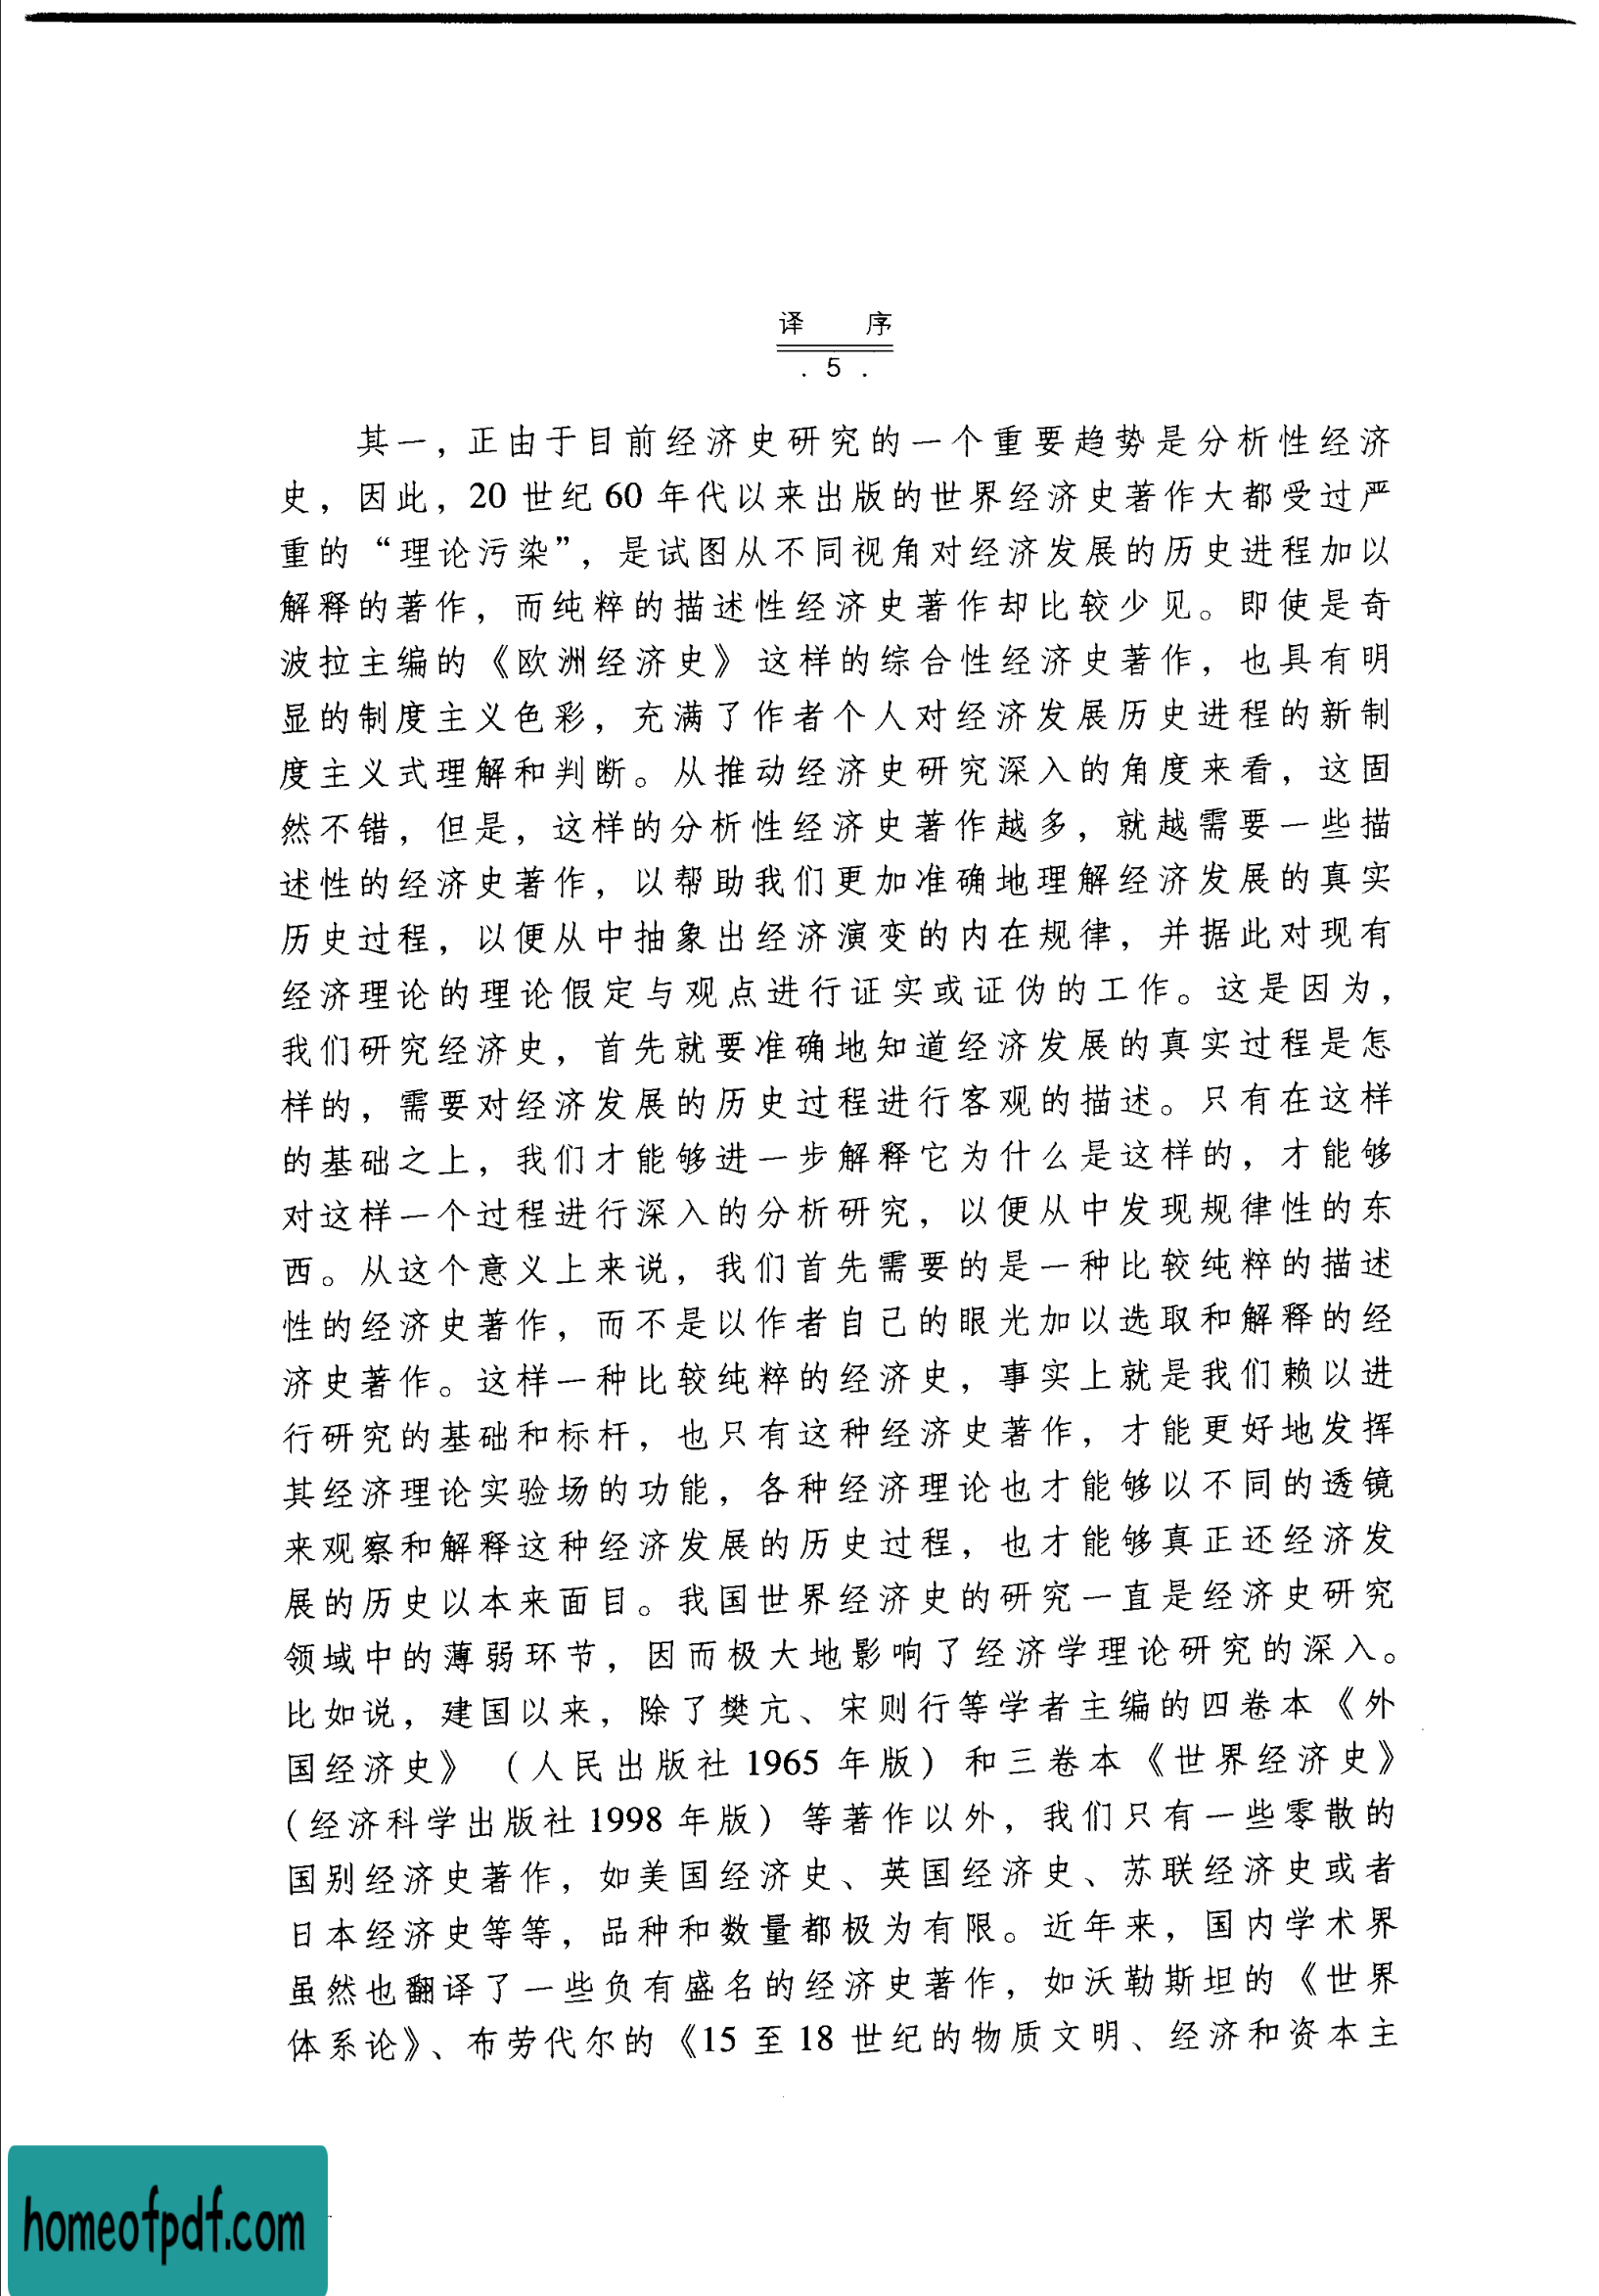 译 序
· 5 ·
其一，正由于目前经济史研究的一个重要趋势是分析性经济
史，因此，20 世纪 60 年代以来出版的世界经济史著作大都受过严
重的“理论污染”，是试图从不同视角对经济发展的历史进程加以
解释的著作，而纯粹的描述性经济史著作却比较少见。即使是奇
波拉主编的《欧洲经济史》这样的综合性经济史著作，也具有明
显的制度主义色彩，充满了作者个人对经济发展历史进程的新制
度主义式理解和判断。从推动经济史研究深入的角度来看，这固
然不错，但是，这样的分析性经济史著作越多，就越需要一些描
述性的经济史著作，以帮助我们更加准确地理解经济发展的真实
历史过程，以便从中抽象出经济演变的内在规律，并据此对现有
经济理论的理论假定与观点进行证实或证伪的工作。这是因为，
我们研究经济史，首先就要准确地知道经济发展的真实过程是怎
样的，需要对经济发展的历史过程进行客观的描述。只有在这样
的基础之上，我们才能够进一步解释它为什么是这样的，才能够
对这样一个过程进行深入的分析研究，以便从中发现规律性的东
西。从这个意义上来说，我们首先需要的是一种比较纯粹的描述
性的经济史著作，而不是以作者自己的眼光加以选取和解释的经
济史著作。这样一种比较纯粹的经济史，事实上就是我们赖以进
行研究的基础和标杆，也只有这种经济史著作，才能更好地发挥
其经济理论实验场的功能，各种经济理论也才能够以不同的透镜
来观察和解释这种经济发展的历史过程，也才能够真正还经济发
展的历史以本来面目。我国世界经济史的研究一直是经济史研究
领域中的薄弱环节，因而极大地影响了经济学理论研究的深入。
比如说，建国以来，除了樊亢、宋则行等学者主编的四卷本《外
国经济史》（人民出版社 1965 年版）和三卷本《世界经济史》
（经济科学出版社 1998 年版）等著作以外，我们只有一些零散的
国别经济史著作，如美国经济史、英国经济史、苏联经济史或者
日本经济史等等，品种和数量都极为有限。近年来，国内学术界
虽然也翻译了一些负有盛名的经济史著作，如沃勒斯坦的《世界
体系论》、布劳代尔的《15 至 18 世纪的物质文明、经济和资本主
homeofpdf.com